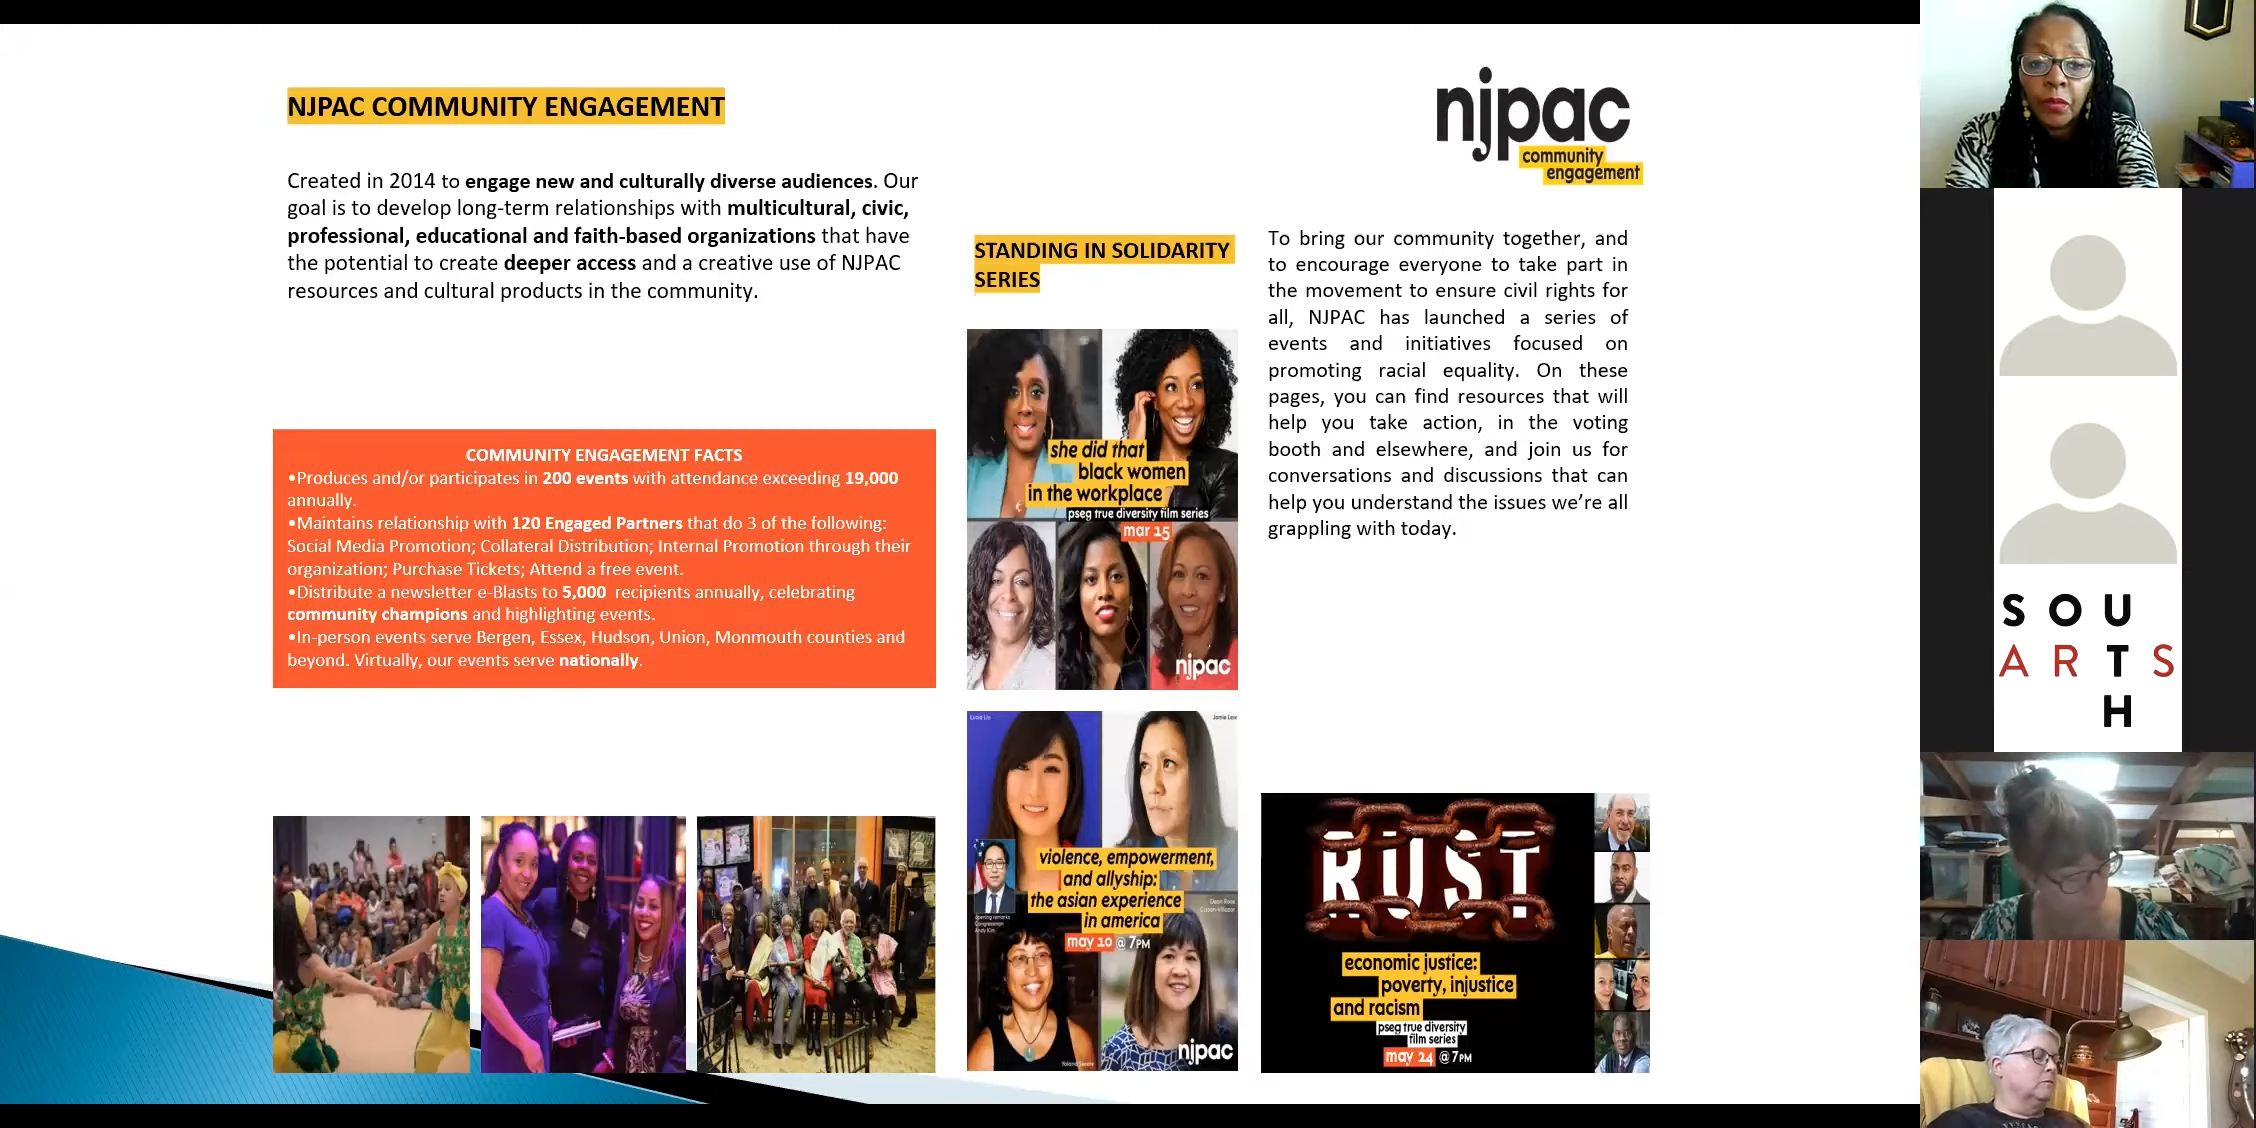 NJPAC COMMUNITY ENGAGEMENT
Created in 2014 to engage new and culturally diverse audiences. Our
goal is to develop long-term relationships with multicultural, civic,
professional, educational and faith-based organizations that have
the potential to create deeper access and a creative use of NJPAC
resources and cultural products in the community.
COMMUNITY ENGAGEMENT FACTS
•Produces and/or participates in 200 events with attendance exceeding 19,000
annually.
•Maintains relationship with 120 Engaged Partners that do 3 of the following:
Social Media Promotion; Collateral Distribution; Internal Promotion through their
organization; Purchase Tickets; Attend a free event.
•Distribute a newsletter e-Blasts to 5,000 recipients annually, celebrating
community champions and highlighting events.
•In-person events serve Bergen, Essex, Hudson, Union, Monmouth counties and
beyond. Virtually, our events serve nationally.
njpac
community
engagement
STANDING IN SOLIDARITY
SERIES
she did that
black women
in the workplace
pseg true diversity film series
mar 15
njpac
violence, empowerment,
and allyship:
the asian experience
in america
may 10 @ 7PM
opening remarks
Congressman
Andy Kim
njpac
To bring our community together, and
to encourage everyone to take part in
the movement to ensure civil rights for
all, NJPAC has launched a series of
events and initiatives focused on
promoting racial equality. On these
pages, you can find resources that will
help you take action, in the voting
booth and elsewhere, and join us for
conversations and discussions that can
help you understand the issues we're all
grappling with today.
RUST
economic justice:
poverty, injustice
and racism
pseg true diversity
film series
may 24 @ 7PM
SOU
ARTS
H